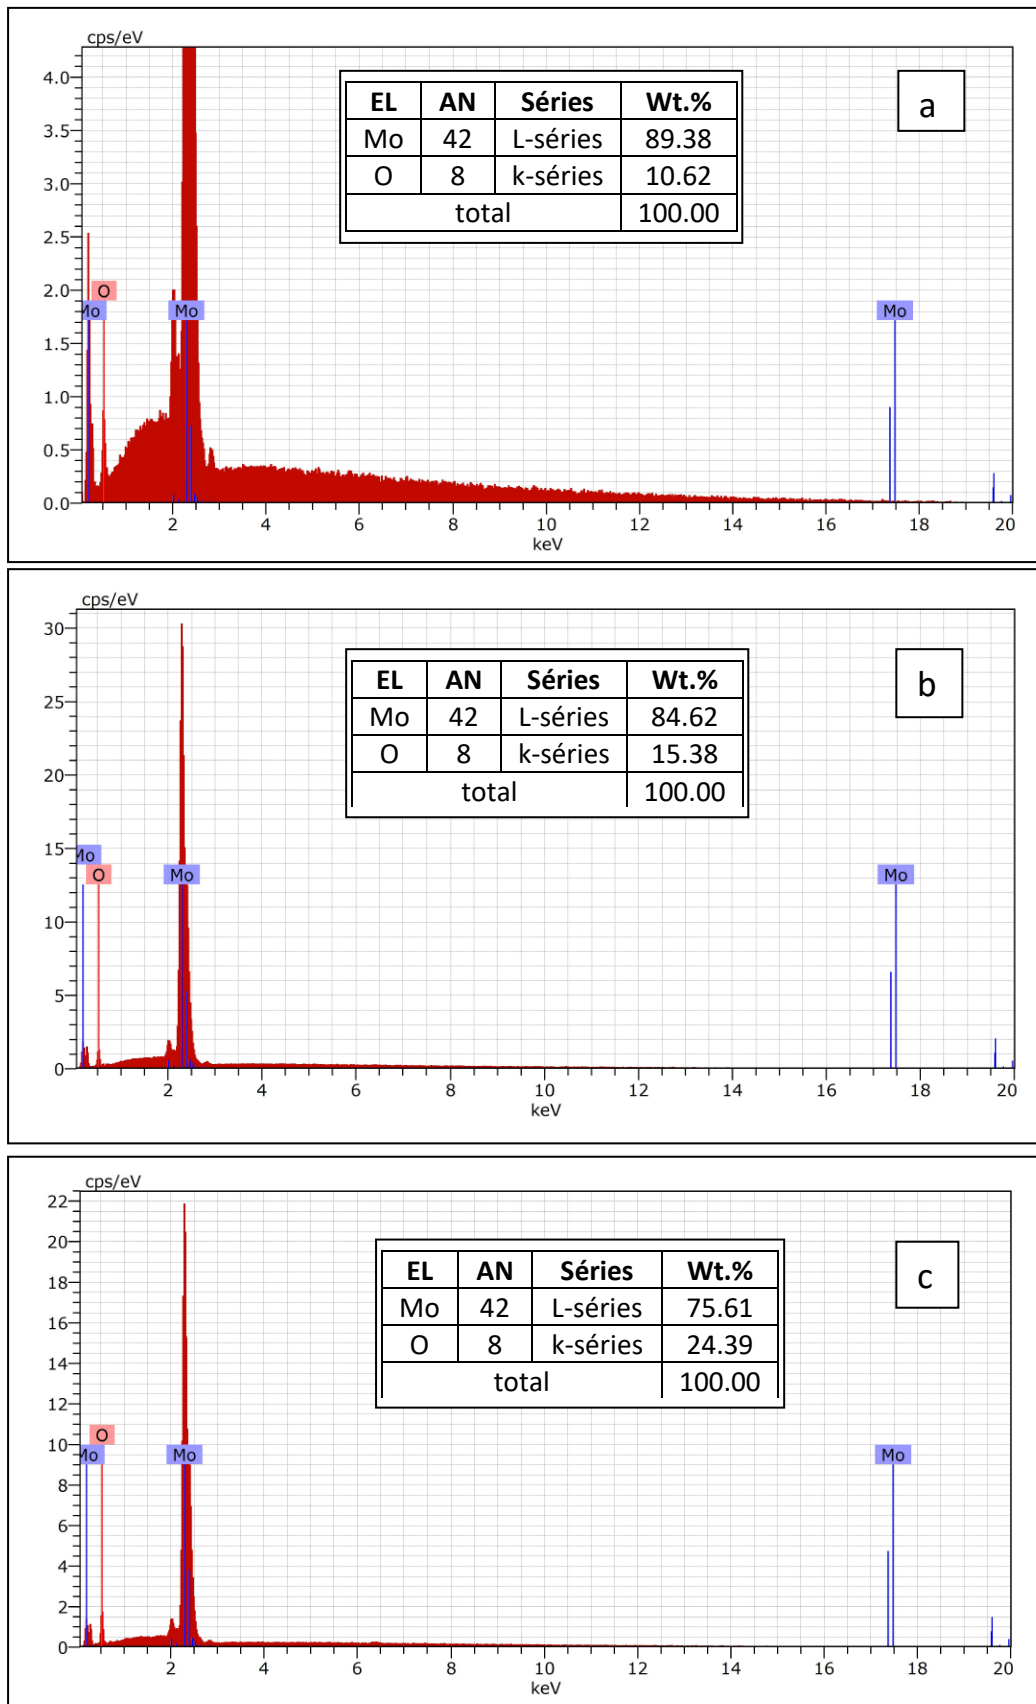 cps/eV
a
EL AN Séries Wt.%
Mo 42 L-séries 89.38
O 8 k-séries 10.62
total 100.00
4.0
3.5
3.0
2.5
2.0
1.5
1.0
0.5
0.0
O
Mo Mo Mo
2 4 6 8 10 12 14 16 18 20
keV
cps/eV
b
EL AN Séries Wt.%
Mo 42 L-séries 84.62
O 8 k-séries 15.38
total 100.00
30
25
20
15
10
5
0
Mo
O Mo Mo
2 4 6 8 10 12 14 16 18 20
keV
cps/eV
c
EL AN Séries Wt.%
Mo 42 L-séries 75.61
O 8 k-séries 24.39
total 100.00
22
20
18
16
14
12
10
8
6
4
2
0
O
Mo Mo Mo
2 4 6 8 10 12 14 16 18 20
keV